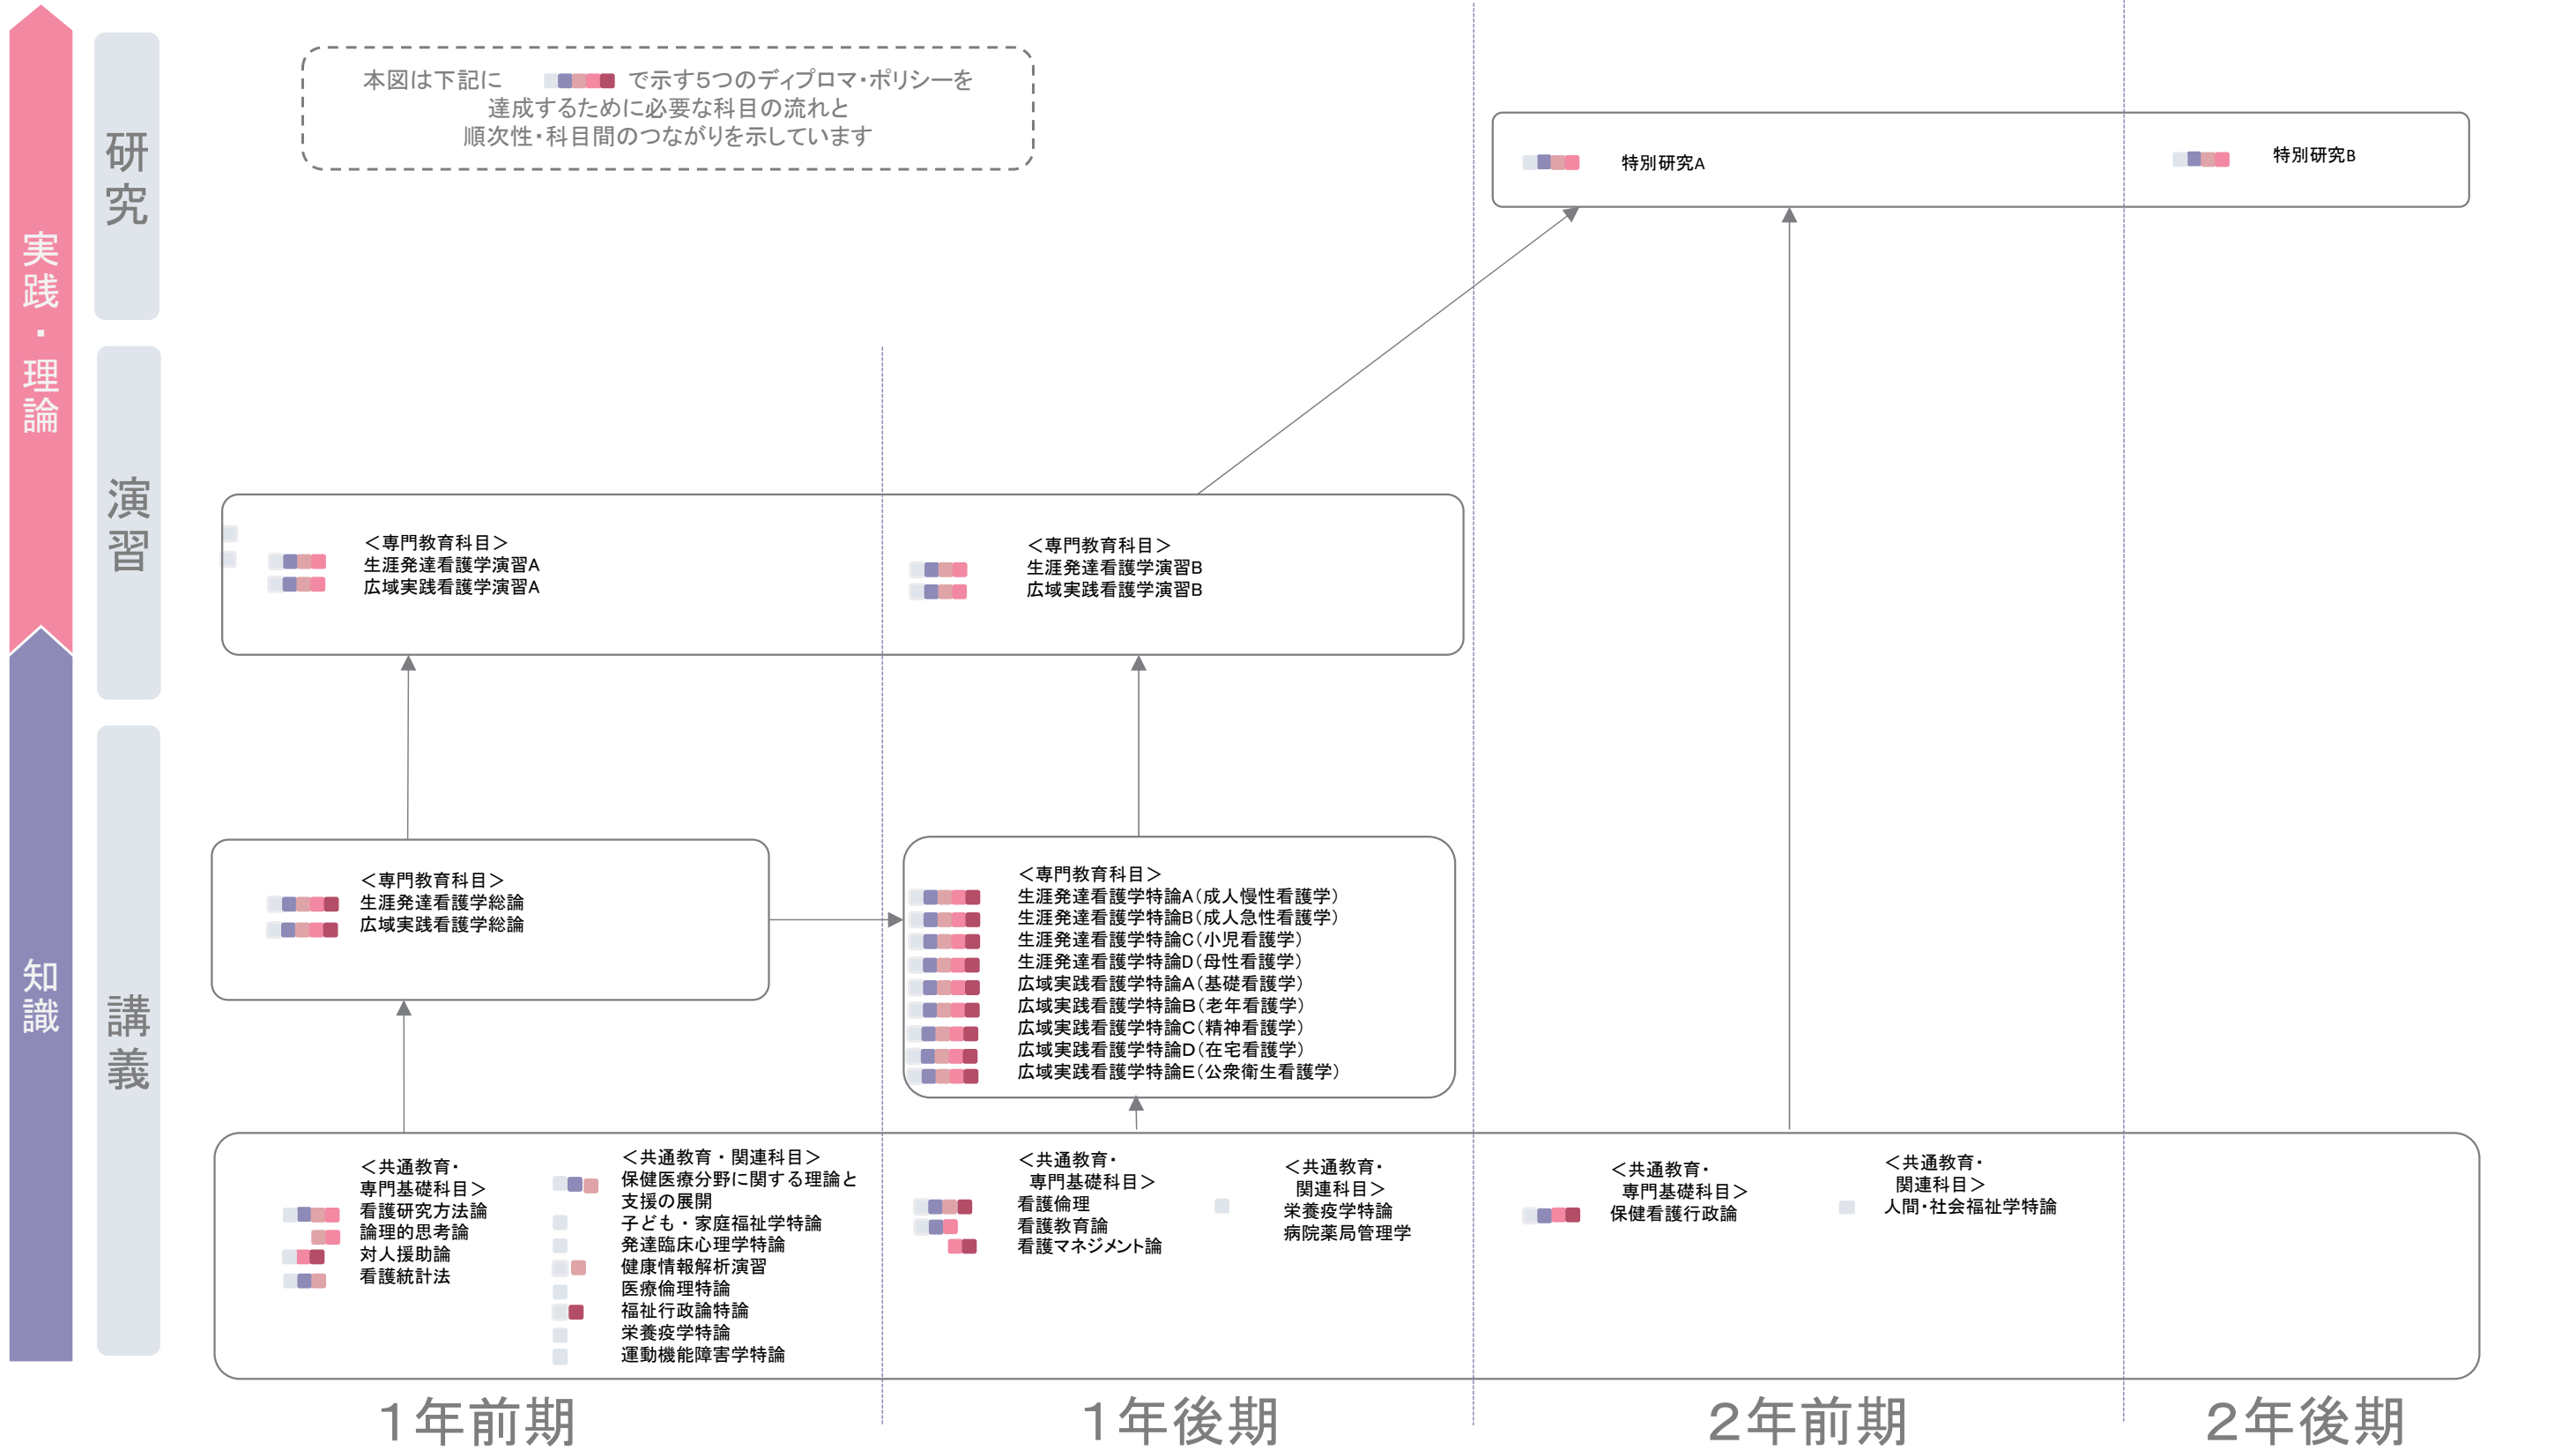 実践・理論
知識
研究
演習
講義
本図は下記に で示す5つのディプロマ・ポリシーを
達成するために必要な科目の流れと
順次性・科目間のつながりを示しています
特別研究A
特別研究B
＜専門教育科目＞
生涯発達看護学演習A
広域実践看護学演習A
＜専門教育科目＞
生涯発達看護学演習B
広域実践看護学演習B
＜専門教育科目＞
生涯発達看護学総論
広域実践看護学総論
＜専門教育科目＞
生涯発達看護学特論A（成人慢性看護学）
生涯発達看護学特論B（成人急性看護学）
生涯発達看護学特論C（小児看護学）
生涯発達看護学特論D（母性看護学）
広域実践看護学特論A（基礎看護学）
広域実践看護学特論B（老年看護学）
広域実践看護学特論C（精神看護学）
広域実践看護学特論D（在宅看護学）
広域実践看護学特論E（公衆衛生看護学）
＜共通教育・
専門基礎科目＞
看護研究方法論
論理的思考論
対人援助論
看護統計法
＜共通教育・関連科目＞
保健医療分野に関する理論と
支援の展開
子ども・家庭福祉学特論
発達臨床心理学特論
健康情報解析演習
医療倫理特論
福祉行政論特論
栄養疫学特論
運動機能障害学特論
＜共通教育・
専門基礎科目＞
看護倫理
看護教育論
看護マネジメント論
＜共通教育・
関連科目＞
栄養疫学特論
病院薬局管理学
＜共通教育・
専門基礎科目＞
保健看護行政論
＜共通教育・
関連科目＞
人間・社会福祉学特論
1年前期
1年後期
2年前期
2年後期